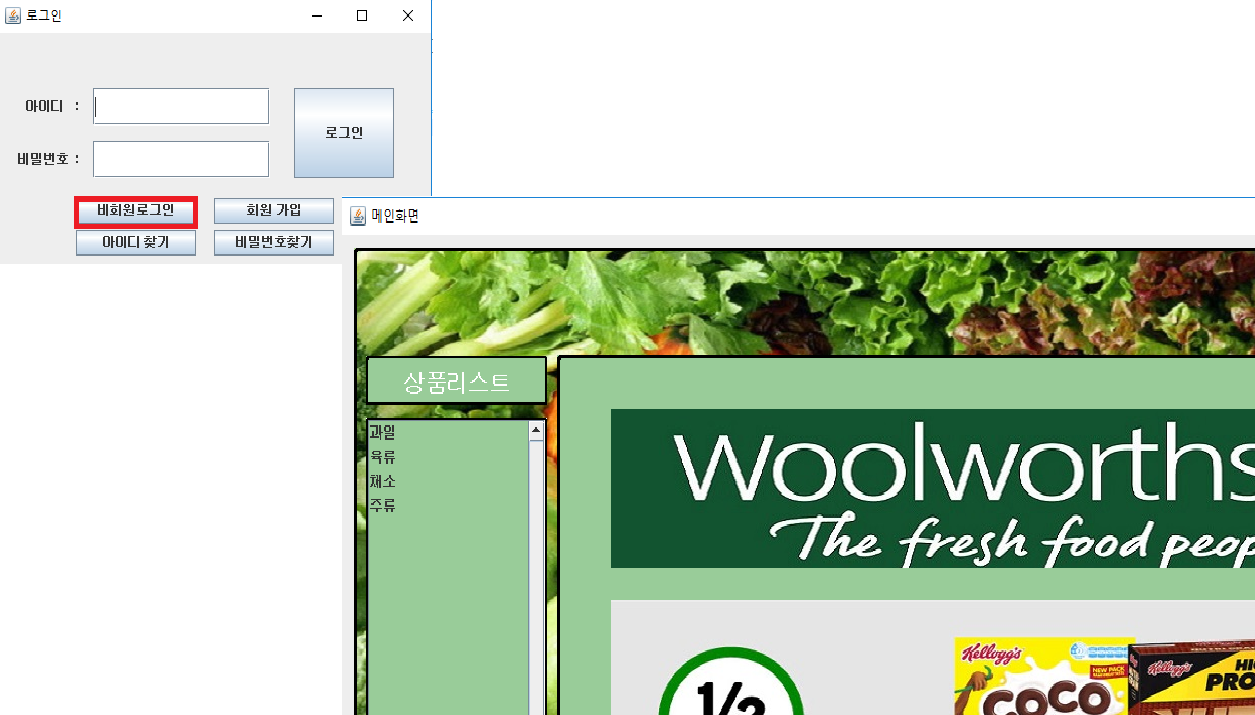 로그인
아이디 :
로그인
비밀번호 :
비회원로그인
회원 가입
아이디 찾기
비밀번호찾기
메인화면
상품리스트
과일
육류
채소
주류
Woolworths
The fresh food peop
1/2
Kellogg's
NEW PACK
COCO
Kellogg's
HI
PRO